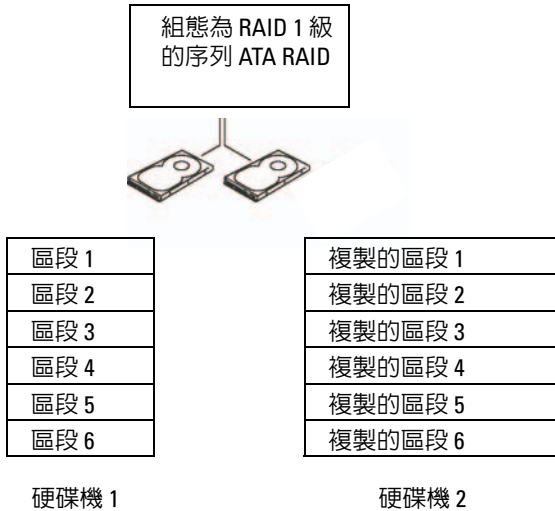 組態為 RAID 1 級
的序列 ATA RAID
區段 1
複製的區段 1
區段 2
複製的區段 2
區段 3
複製的區段 3
區段 4
複製的區段 4
區段 5
複製的區段 5
區段 6
複製的區段 6
硬碟機 1
硬碟機 2